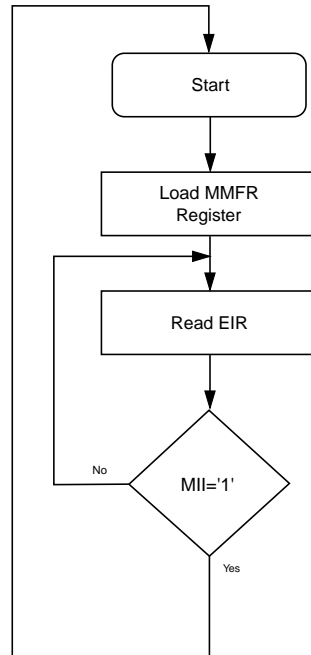 Start
Load MMFR
Register
Read EIR
MII='1'
No
Yes